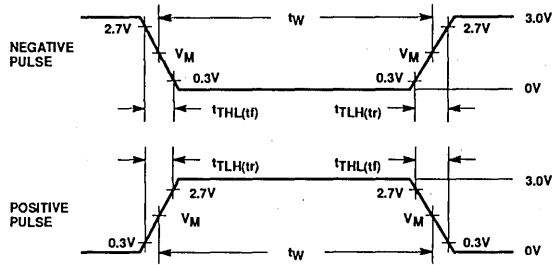 tW
3.0V
2.7V
2.7V
NEGATIVE
PULSE
VM
VM
0.3V
0.3V
0V
tTHL(tf)
tTLH(tr)
tTLH(tr)
tTHL(tf)
3.0V
2.7V
2.7V
POSITIVE
PULSE
VM
VM
0.3V
0.3V
tW
0V